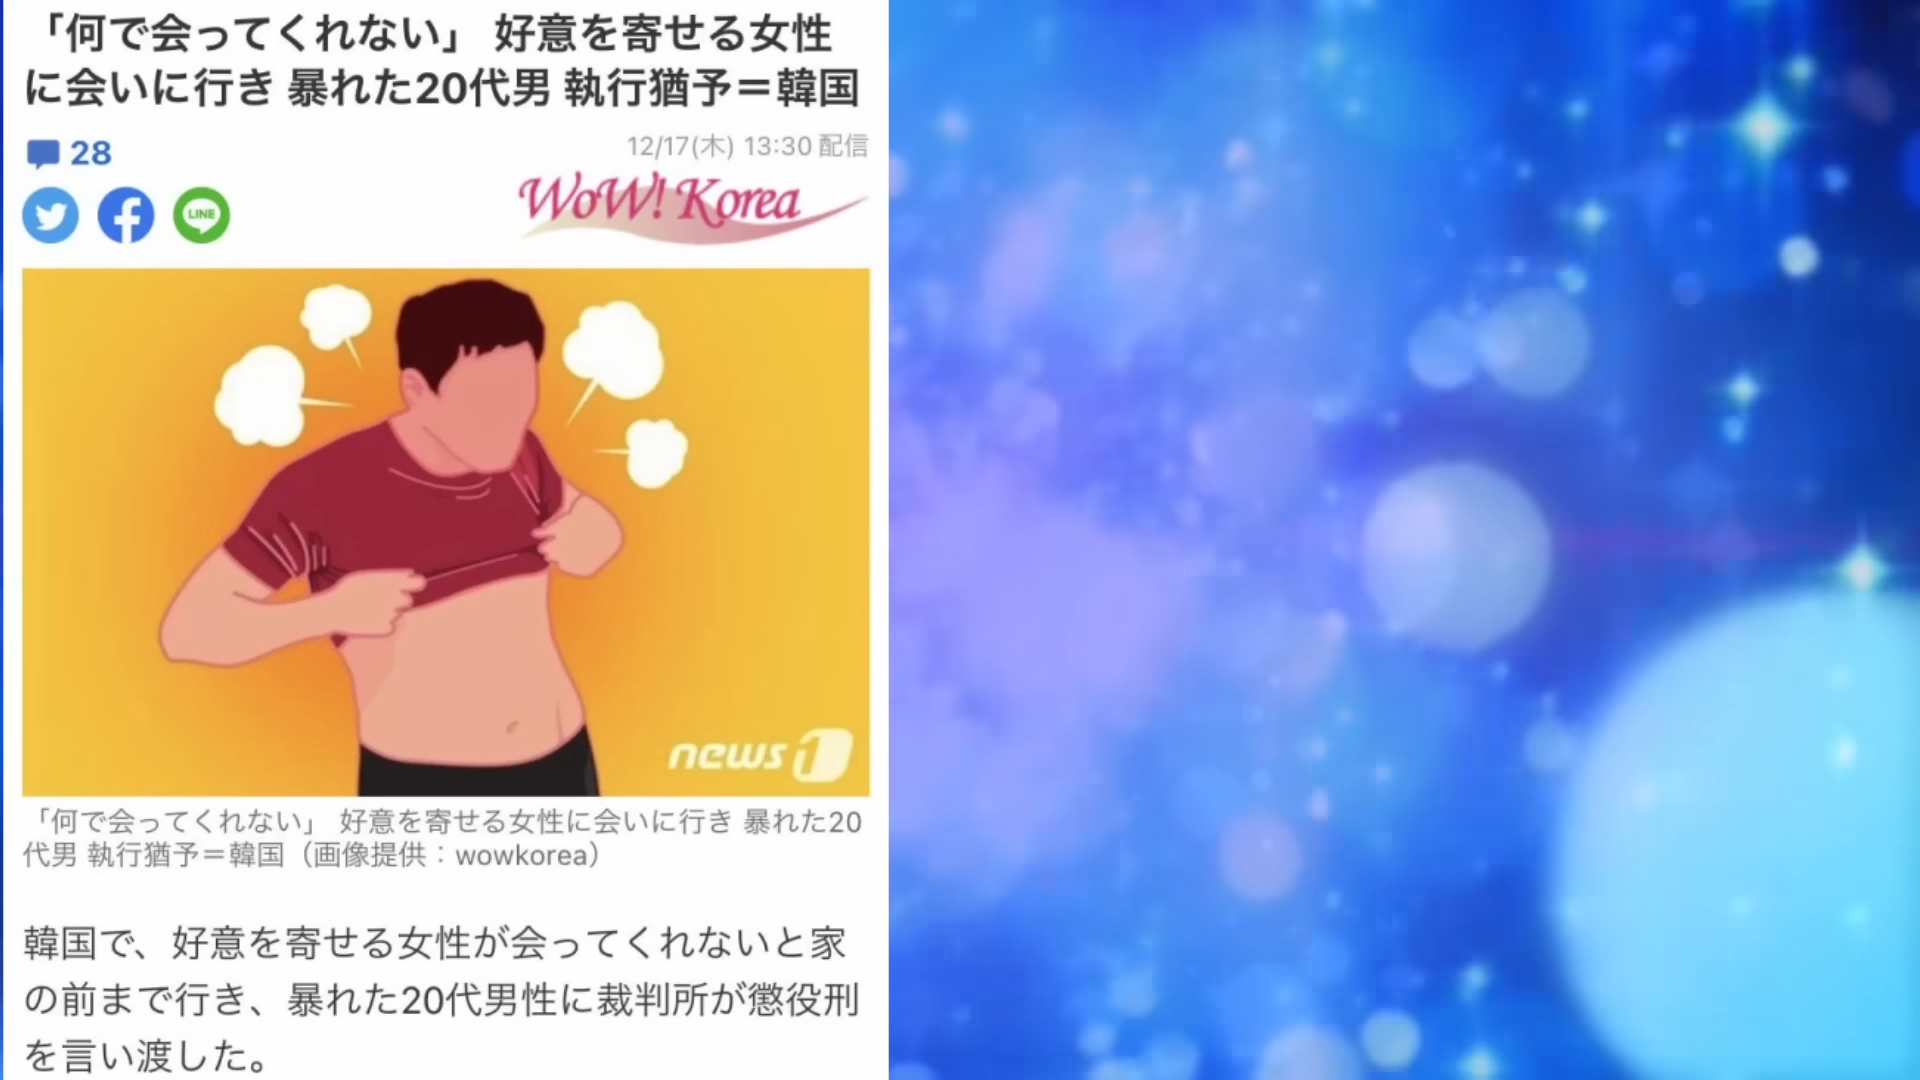 「何で会ってくれない」 好意を寄せる女性
に会いに行き 暴れた20代男 執行猶予＝韓国
28
12/17(木) 13:30 配信
WoW! Korea
LINE
news1
「何で会ってくれない」 好意を寄せる女性に会いに行き 暴れた20
代男 執行猶予＝韓国（画像提供：wowkorea）
韓国で、好意を寄せる女性が会ってくれないと家
の前まで行き、暴れた20代男性に裁判所が懲役刑
を言い渡した。